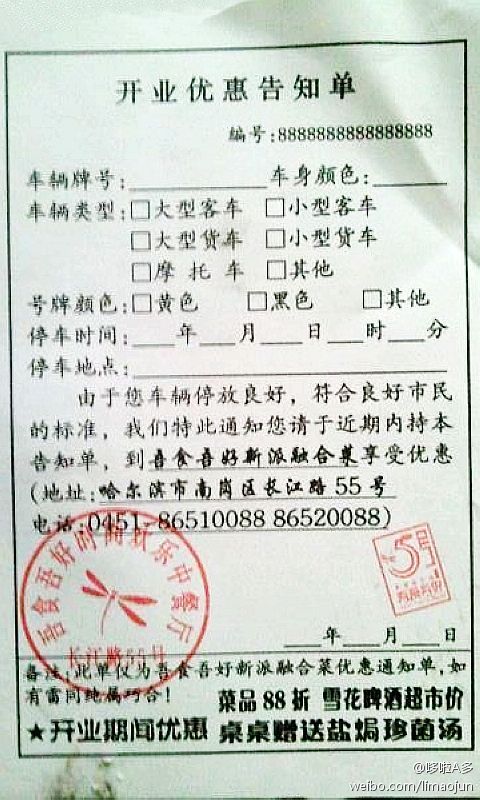 开业优惠告知单
编号:8888888888888888
车辆牌号:__________车身颜色:______
车辆类型:□大型客车 □小型客车
□大型货车 □小型货车
□摩托车 □其他
号牌颜色:□黄色 □黑色 □其他
停车时间:___年___月___日___时___分
停车地点:
由于您车辆停放良好,符合良好市民
的标准,我们特此通知您请于近期内持本
告知单,到吾食吾好新派融合菜享受优惠
(地址:哈尔滨市南岗区长江路55号
电话:0451-86510088 86520088)
吾食吾好时尚娱乐中餐厅
长江路55号
5号
___年___月___日
备注:此单仅为吾食吾好新派融合菜优惠通知单,如
有雷同纯属巧合!
菜品88折 雪花啤酒超市价
★开业期间优惠 桌桌赠送盐焗珍菌汤
@哆啦A多
weibo.com/limaojun